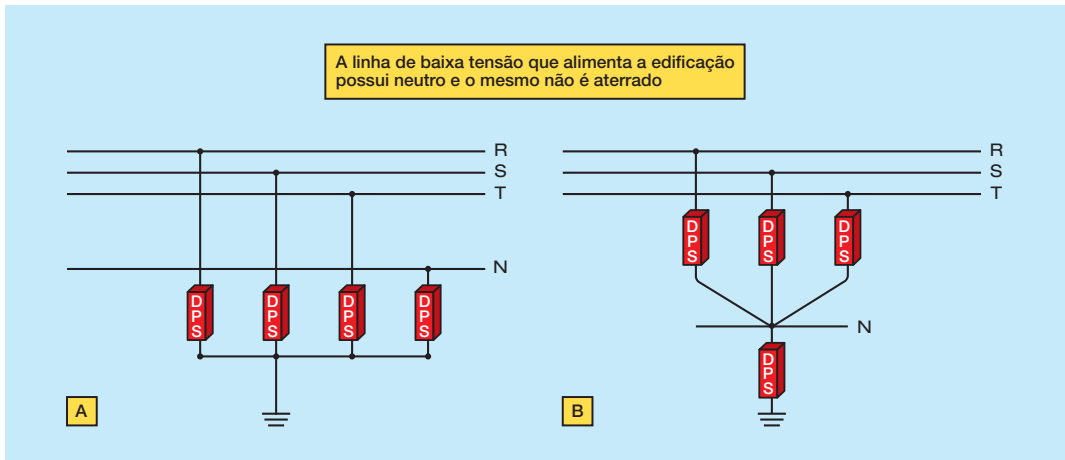 A linha de baixa tensão que alimenta a edificação
possui neutro e o mesmo não é aterrado
R
S
T
N
DPS
DPS
DPS
DPS
A
R
S
T
DPS
DPS
DPS
N
DPS
B